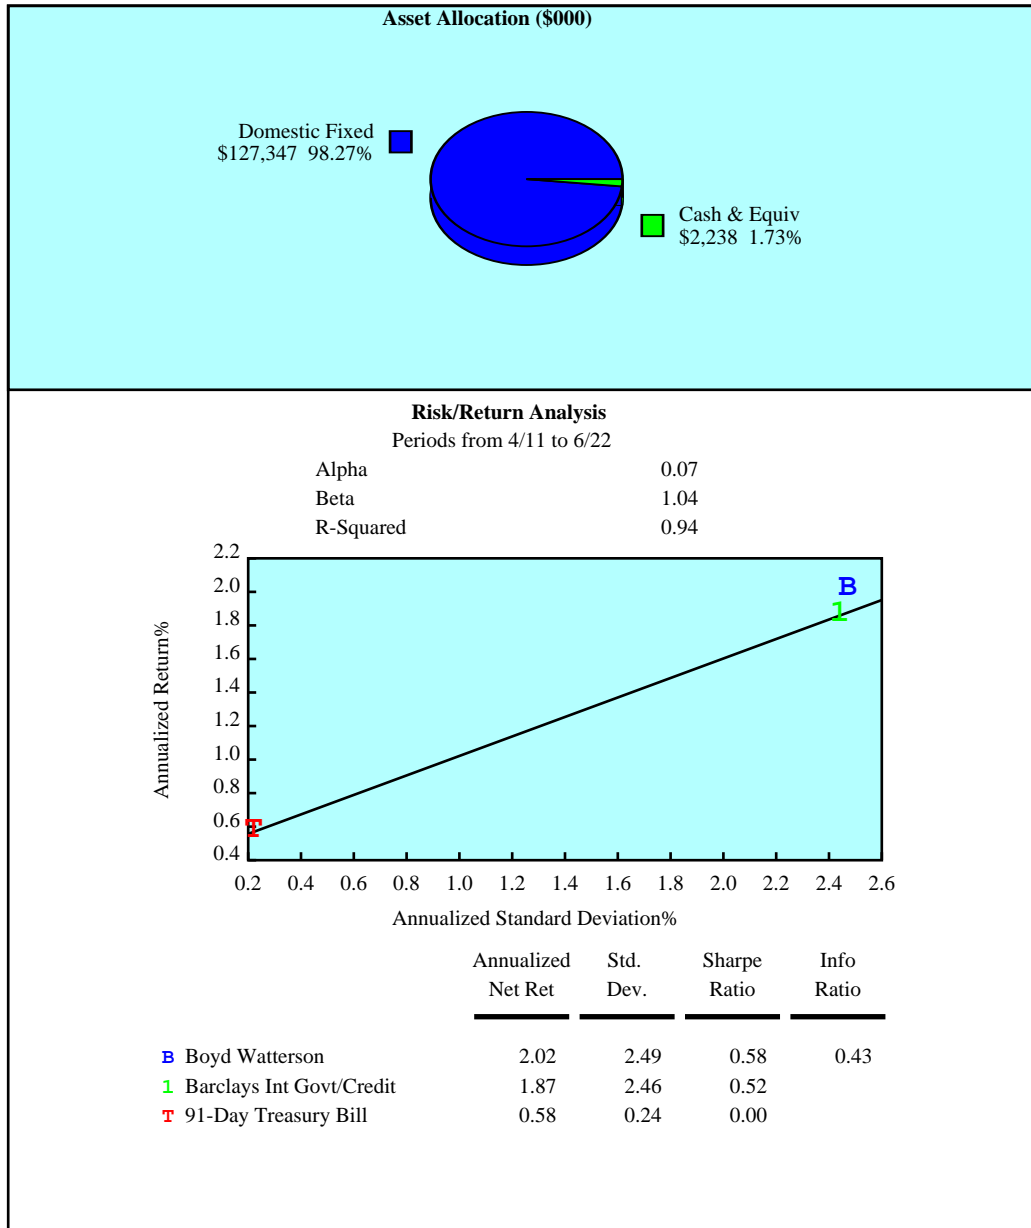 Asset Allocation ($000)
Domestic Fixed
$127,347 98.27%
Cash & Equiv
$2,238 1.73%
Risk/Return Analysis
Periods from 4/11 to 6/22
Alpha 0.07
Beta 1.04
R-Squared 0.94
2.2
2.0
1.8
1.6
1.4
1.2
1.0
0.8
0.6
0.4
Annualized Return%
B
1
T
0.2 0.4 0.6 0.8 1.0 1.2 1.4 1.6 1.8 2.0 2.2 2.4 2.6
Annualized Standard Deviation%
Annualized Std. Sharpe Info
Net Ret Dev. Ratio Ratio
B Boyd Watterson 2.02 2.49 0.58 0.43
1 Barclays Int Govt/Credit 1.87 2.46 0.52
T 91-Day Treasury Bill 0.58 0.24 0.00